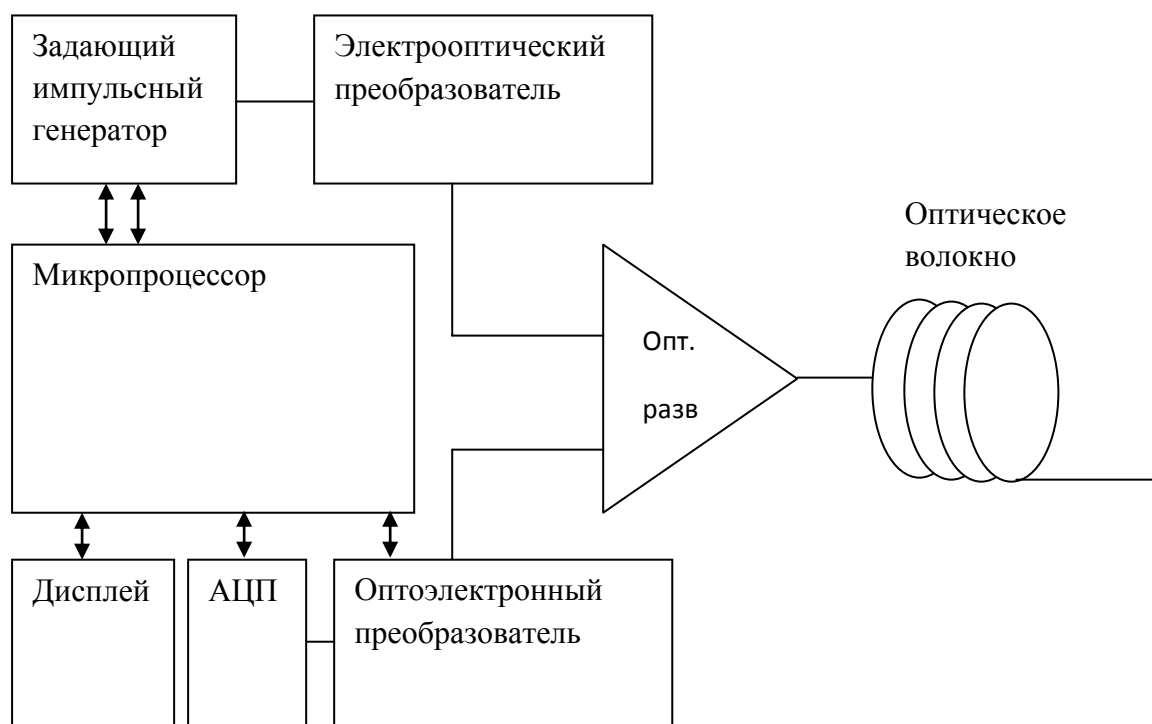 Задающий
импульсный
генератор
Электрооптический
преобразователь
Оптическое
волокно
Микропроцессор
Опт.
разв
Дисплей
АЦП
Оптоэлектронный
преобразователь